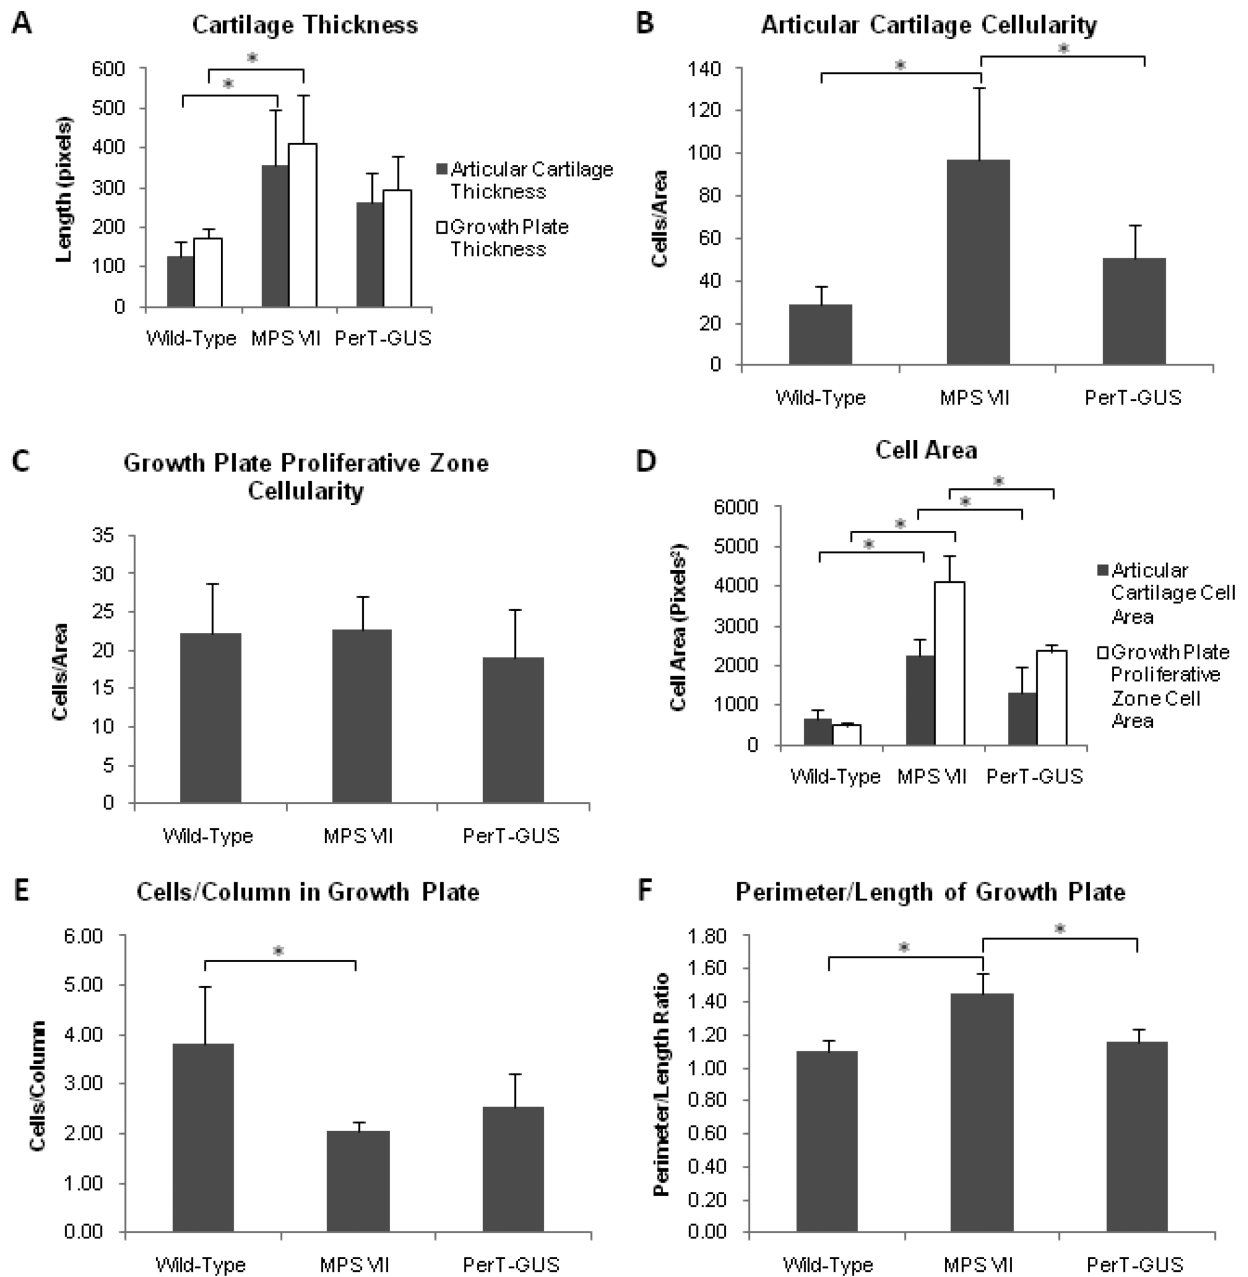 A
Cartilage Thickness
*
*
600
500
400
300
200
100
0
Length (pixels)
Wild-Type MPS VII PerT-GUS
Articular Cartilage
Thickness
Growth Plate
Thickness
B
Articular Cartilage Cellularity
*
*
140
120
100
80
60
40
20
0
Cells/Area
Wild-Type MPS VII PerT-GUS
C
Growth Plate Proliferative Zone
Cellularity
35
30
25
20
15
10
5
0
Cells/Area
Wild-Type MPS VII PerT-GUS
D
Cell Area
*
*
*
*
6000
5000
4000
3000
2000
1000
0
Cell Area (Pixels²)
Wild-Type MPS VII PerT-GUS
Articular
Cartilage Cell
Area
Growth Plate
Proliferative
Zone Cell
Area
E
Cells/Column in Growth Plate
*
6.00
5.00
4.00
3.00
2.00
1.00
0.00
Cells/Column
Wild-Type MPS VII PerT-GUS
F
Perimeter/Length of Growth Plate
*
*
1.80
1.60
1.40
1.20
1.00
0.80
0.60
0.40
0.20
0.00
Perimeter/Length Ratio
Wild-Type MPS VII PerT-GUS